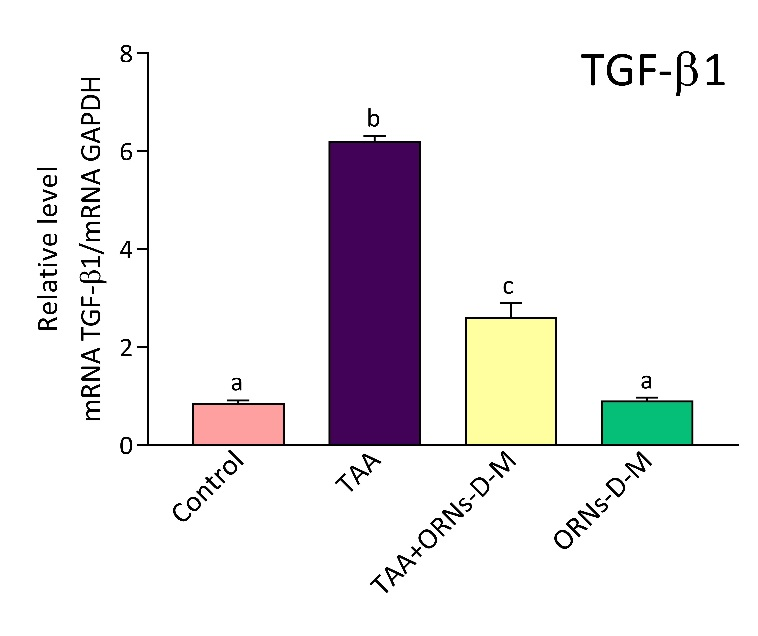 TGF-β1
Relative level
mRNA TGF-β1/mRNA GAPDH
8
6
4
2
0
a
b
c
a
Control
TAA
TAA+ORNs-D-M
ORNs-D-M